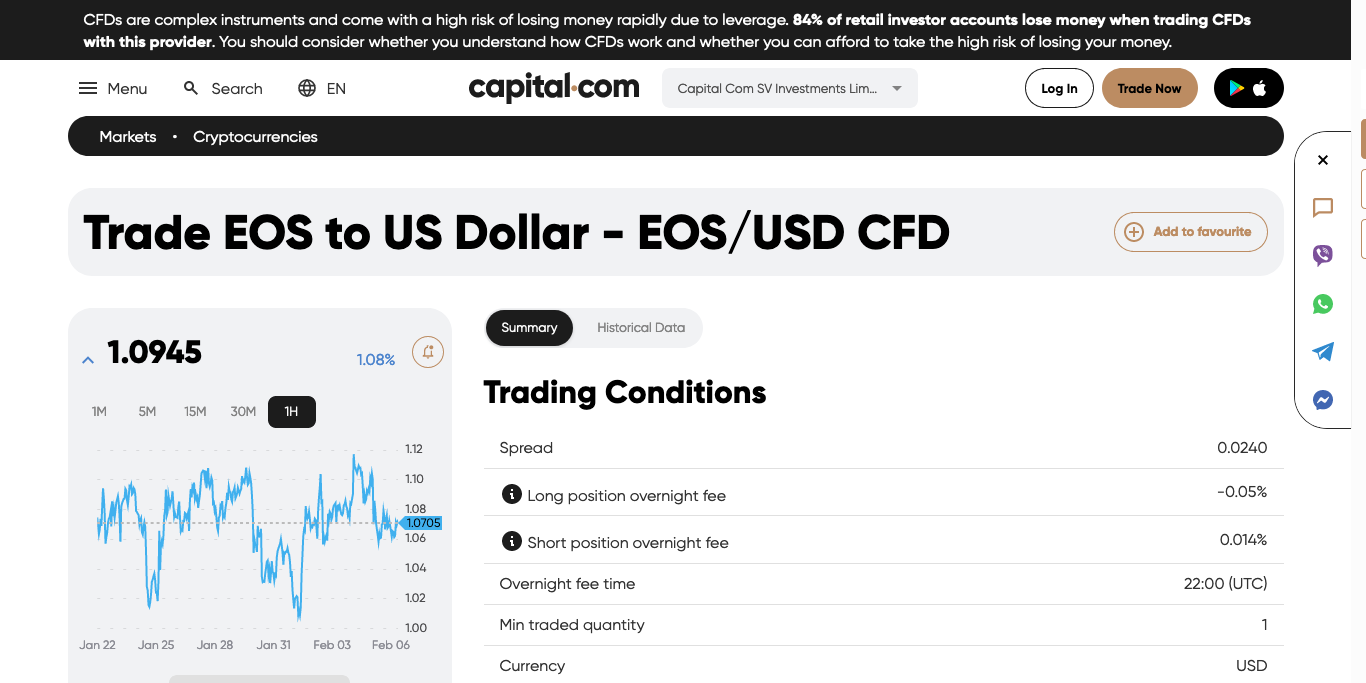 CFDs are complex instruments and come with a high risk of losing money rapidly due to leverage. 84% of retail investor accounts lose money when trading CFDs
with this provider. You should consider whether you understand how CFDs work and whether you can afford to take the high risk of losing your money.
Menu Search EN capital.com Capital Com SV Investments Lim... Log In Trade Now
Markets • Cryptocurrencies
Trade EOS to US Dollar - EOS/USD CFD
Add to favourite
1.0945
1.08%
1M 5M 15M 30M 1H
1.12
1.10
1.08
1.0705
1.06
1.04
1.02
1.00
Jan 22 Jan 25 Jan 28 Jan 31 Feb 03 Feb 06
Summary Historical Data
Trading Conditions
Spread 0.0240
Long position overnight fee -0.05%
Short position overnight fee 0.014%
Overnight fee time 22:00 (UTC)
Min traded quantity 1
Currency USD